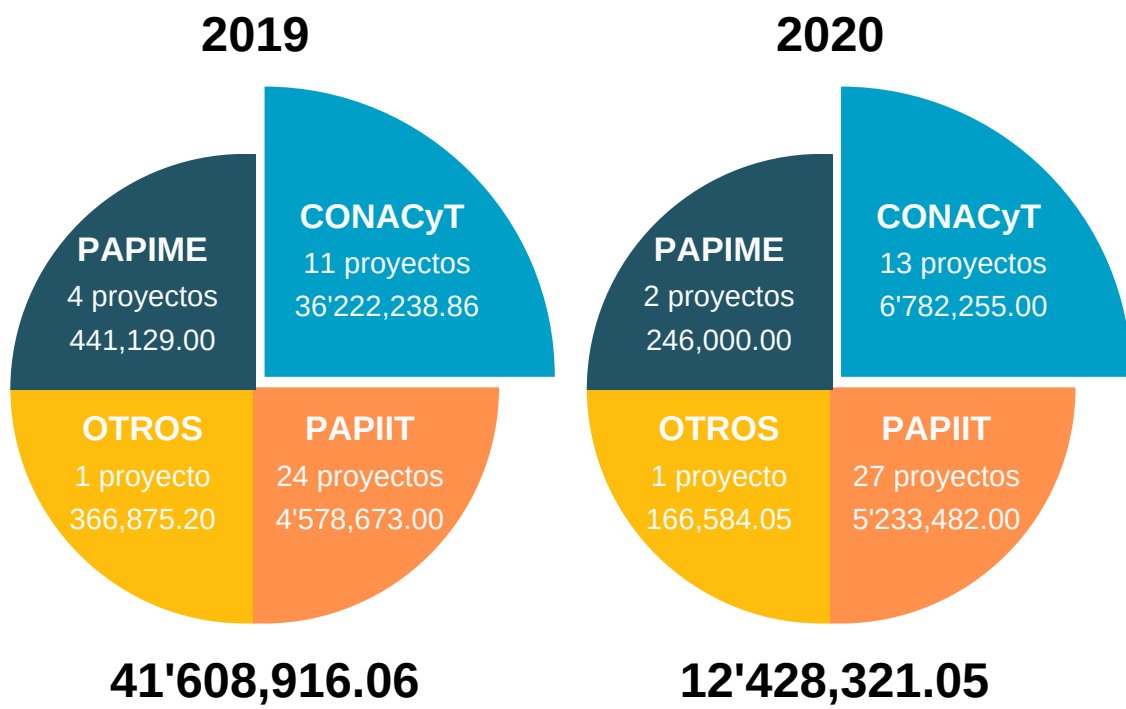 2019
CONACyT
11 proyectos
36'222,238.86
PAPIME
4 proyectos
441,129.00
OTROS
1 proyecto
366,875.20
PAPIIT
24 proyectos
4'578,673.00
41'608,916.06
2020
CONACyT
13 proyectos
6'782,255.00
PAPIME
2 proyectos
246,000.00
OTROS
1 proyecto
166,584.05
PAPIIT
27 proyectos
5'233,482.00
12'428,321.05